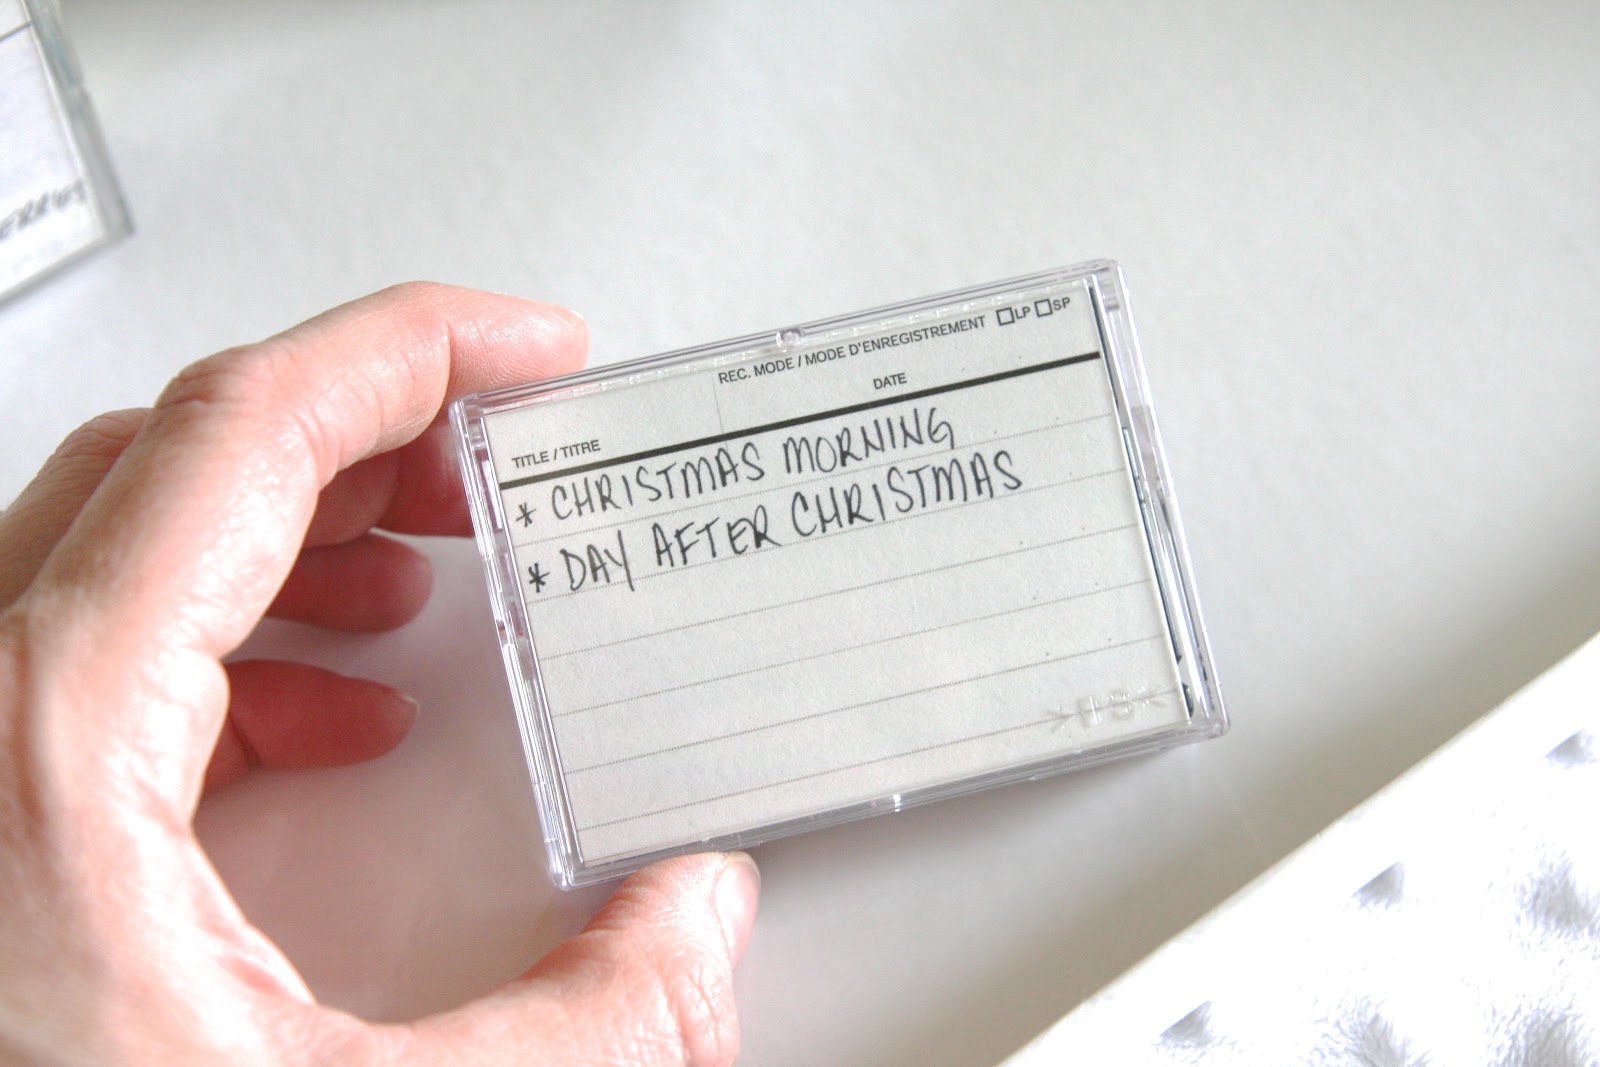 REC. MODE / MODE D'ENREGISTREMENT □LP □SP
TITLE / TITRE DATE
* CHRISTMAS MORNING
* DAY AFTER CHRISTMAS